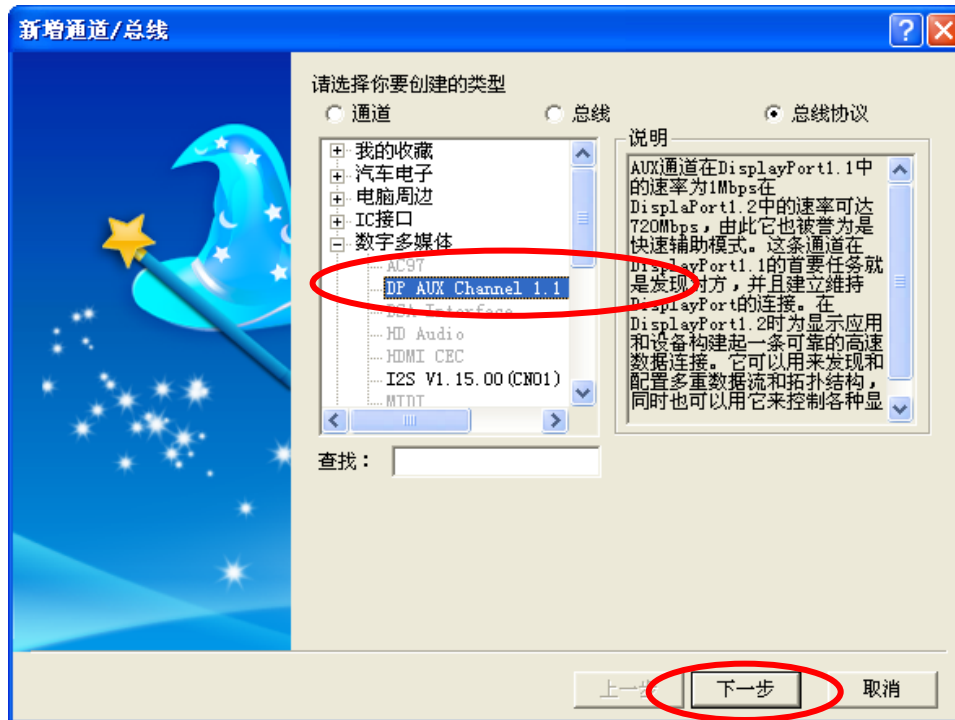 新增通道/总线
请选择你要创建的类型
通道 总线 总线协议
我的收藏
汽车电子
电脑周边
IC接口
数字多媒体
AC97
DP AUX Channel 1.1
Interface
HD Audio
HDMI CEC
I2S V1.15.00(CN01)
说明
AUX通道在DisplayPort1.1中
的速率为1Mbps在
DisplaPort1.2中的速率可达
720Mbps,由此它也被誉为是
快速辅助模式。这条通道在
DisplayPort1.1的首要任务就
是发现对方,并且建立维持
DisplayPort的连接。在
DisplayPort1.2时为显示应用
和设备构建起一条可靠的高速
数据连接。它可以用来发现和
配置多重数据流和拓扑结构,
同时也可以用它来控制各种显
查找:
上一步 下一步 取消